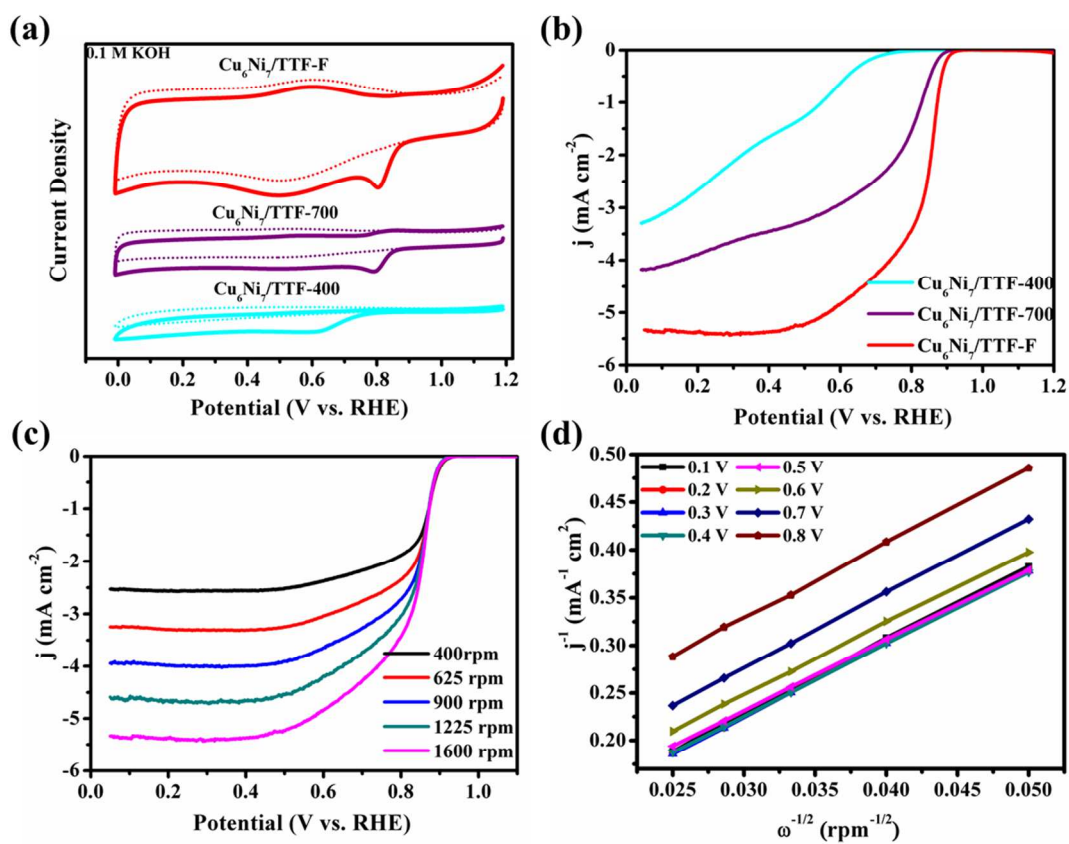 (a)
0.1 M KOH
Cu₆Ni₇/TTF-F
Cu₆Ni₇/TTF-700
Cu₆Ni₇/TTF-400
Current Density
0.0 0.2 0.4 0.6 0.8 1.0 1.2
Potential (V vs. RHE)
(b)
0
-1
-2
-3
-4
-5
-6
j (mA cm⁻²)
Cu₆Ni₇/TTF-400
Cu₆Ni₇/TTF-700
Cu₆Ni₇/TTF-F
0.0 0.2 0.4 0.6 0.8 1.0 1.2
Potential (V vs. RHE)
(c)
0
-1
-2
-3
-4
-5
-6
j (mA cm⁻²)
400rpm
625 rpm
900 rpm
1225 rpm
1600 rpm
0.0 0.2 0.4 0.6 0.8 1.0
Potential (V vs. RHE)
(d)
0.50
0.45
0.40
0.35
0.30
0.25
0.20
j⁻¹ (mA⁻¹ cm²)
0.1 V 0.5 V
0.2 V 0.6 V
0.3 V 0.7 V
0.4 V 0.8 V
0.025 0.030 0.035 0.040 0.045 0.050
ω⁻¹/² (rpm⁻¹/²)